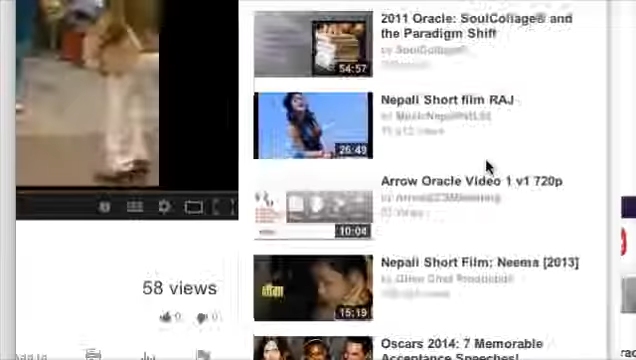 2011 Oracle: SoulCollage® and
the Paradigm Shift
by SoulCollage®
54:57
Nepali Short film RAJ
26:49
Arrow Oracle Video 1 v1 720p
10:04
Nepali Short Film: Neema [2013]
15:19
58 views
0
0
Oscars 2014: 7 Memorable
Acceptance Speeches!